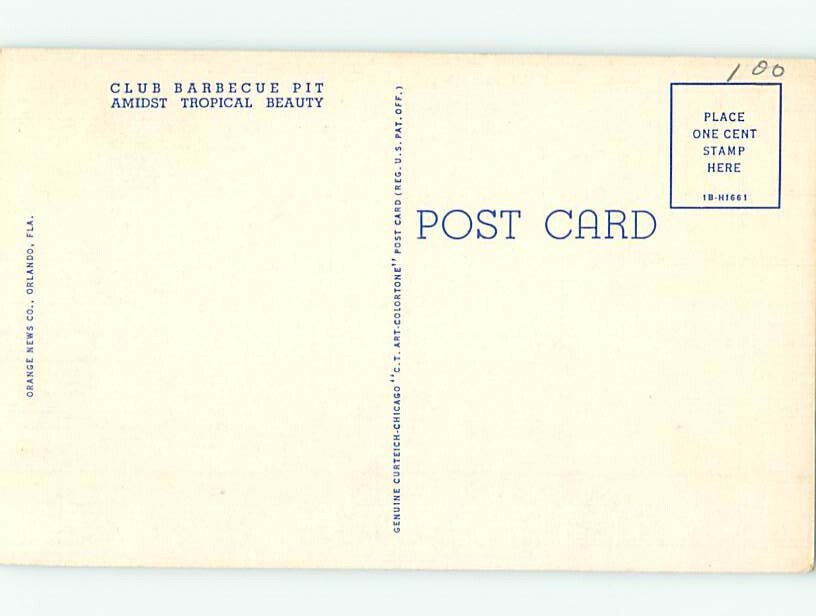 CLUB BARBECUE PIT
AMIDST TROPICAL BEAUTY
ORANGE NEWS CO., ORLANDO, FLA.
GENUINE CURTEICH-CHICAGO "C.T. ART-COLORTONE" POST CARD (REG. U.S. PAT. OFF.)
POST CARD
1 00
PLACE
ONE CENT
STAMP
HERE
1B-H1661